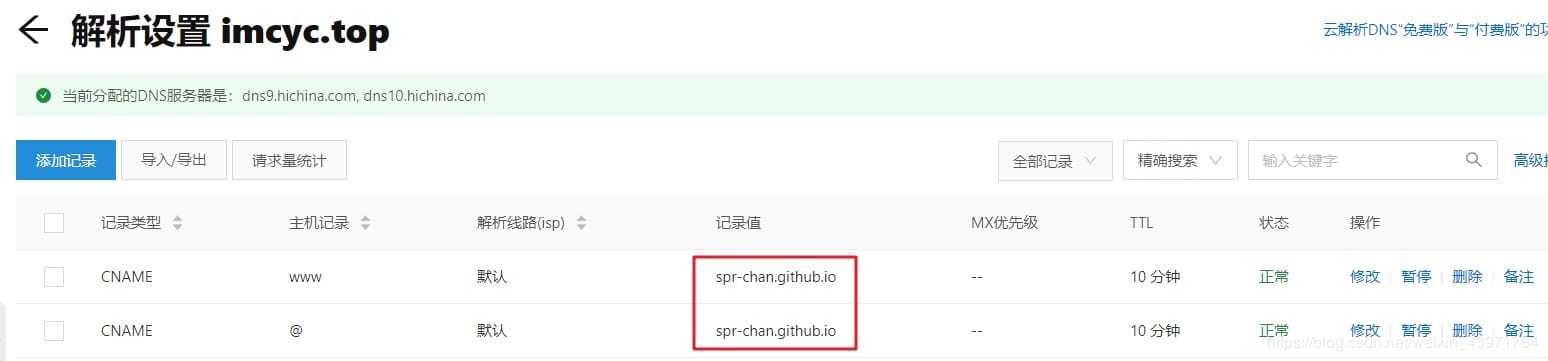 解析设置 imcyc.top
云解析DNS“免费版”与“付费版”的
当前分配的DNS服务器是：dns9.hichina.com, dns10.hichina.com
添加记录 导入/导出 请求量统计 全部记录 精确搜索 输入关键字 高级
记录类型 主机记录 解析线路(isp) 记录值 MX优先级 TTL 状态 操作
CNAME www 默认 spr-chan.github.io -- 10 分钟 正常 修改 暂停 删除 备注
CNAME @ 默认 spr-chan.github.io -- 10 分钟 正常 修改 暂停 删除 备注
https://blog.csdn.net/weixin_43971764